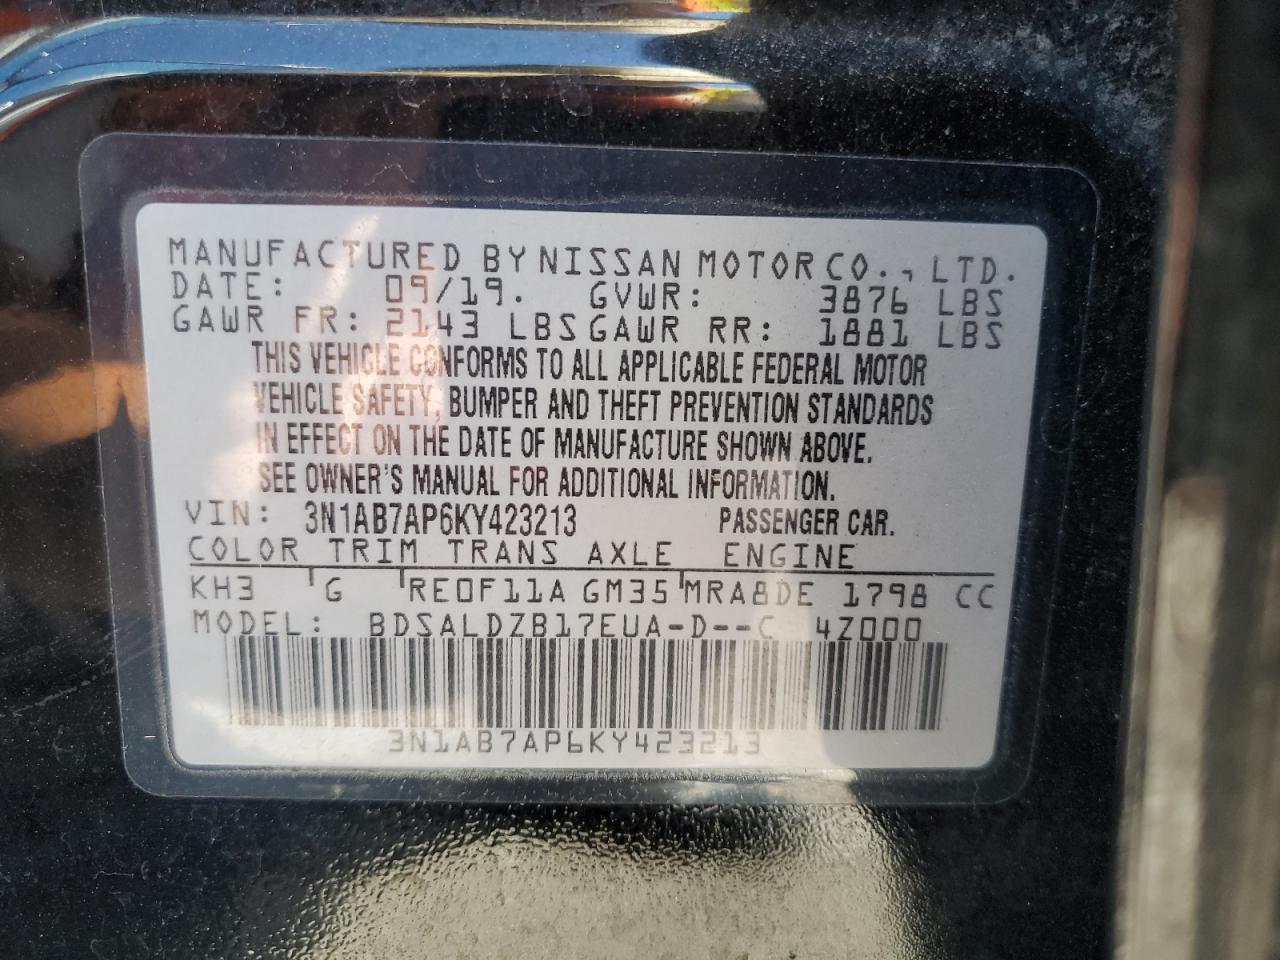 MANUFACTURED BY NISSAN MOTOR CO., LTD.
DATE: 09/19. GVWR: 3876 LBS
GAWR FR: 2143 LBS GAWR RR: 1881 LBS
THIS VEHICLE CONFORMS TO ALL APPLICABLE FEDERAL MOTOR
VEHICLE SAFETY, BUMPER AND THEFT PREVENTION STANDARDS
IN EFFECT ON THE DATE OF MANUFACTURE SHOWN ABOVE.
SEE OWNER'S MANUAL FOR ADDITIONAL INFORMATION.
VIN: 3N1AB7AP6KY423213 PASSENGER CAR.
COLOR TRIM TRANS AXLE ENGINE
KH3 G RE0F11A GM35 MRA8DE 1798 CC
MODEL: BDSALDZB17EUA-D--C 4Z000
3N1AB7AP6KY423213